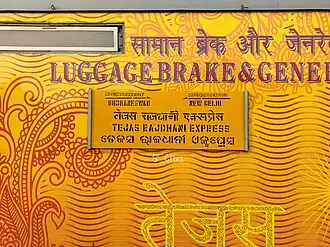 सामान ब्रेक और जेनरे
LUGGAGE BRAKE & GENE
BHUBANESWAR NEW DELHI
तेजस राजधानी एक्सप्रेस
TEJAS RAJDHANI EXPRESS
ତେଜସ ରାଜଧାନୀ ଏକ୍ସପ୍ରେସ
तेजस